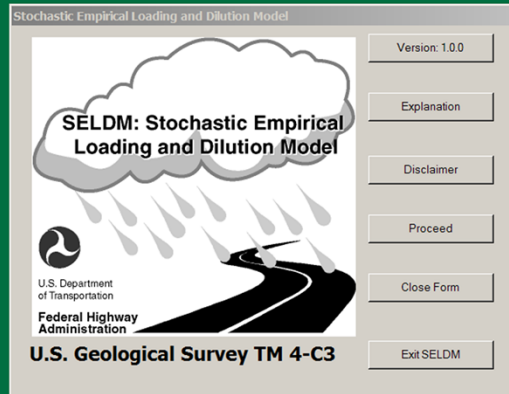 Stochastic Empirical Loading and Dilution Model
SELDM: Stochastic Empirical
Loading and Dilution Model
U.S. Department
of Transportation
Federal Highway
Administration
U.S. Geological Survey TM 4-C3
Version: 1.0.0
Explanation
Disclaimer
Proceed
Close Form
Exit SELDM